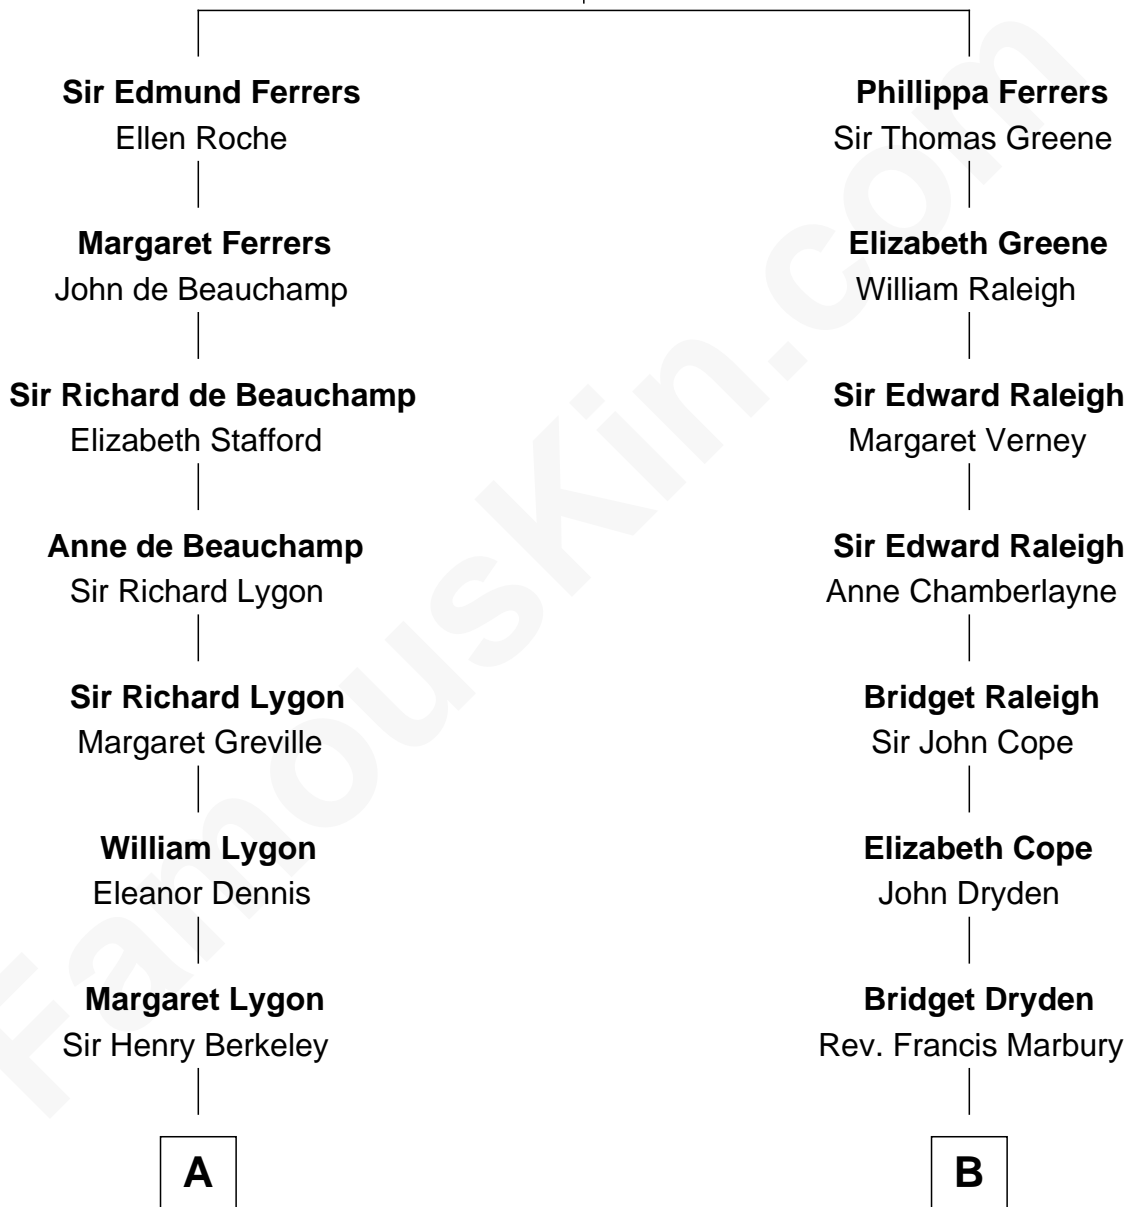 Sir Edmund Ferrers
Ellen Roche
Margaret Ferrers
John de Beauchamp
Sir Richard de Beauchamp
Elizabeth Stafford
Anne de Beauchamp
Sir Richard Lygon
Sir Richard Lygon
Margaret Greville
William Lygon
Eleanor Dennis
Margaret Lygon
Sir Henry Berkeley
A
Phillippa Ferrers
Sir Thomas Greene
Elizabeth Greene
William Raleigh
Sir Edward Raleigh
Margaret Verney
Sir Edward Raleigh
Anne Chamberlayne
Bridget Raleigh
Sir John Cope
Elizabeth Cope
John Dryden
Bridget Dryden
Rev. Francis Marbury
B
FamousKin.com